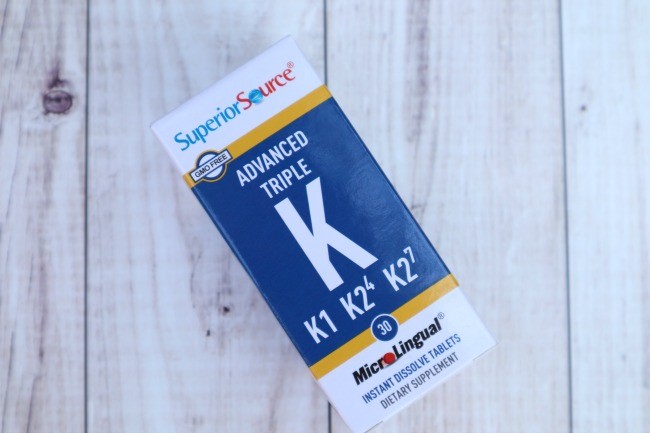 SuperiorSource®
GMO FREE
ADVANCED
TRIPLE
K
K1 K2⁴ K2⁷
30
MicroLingual®
INSTANT DISSOLVE TABLETS
DIETARY SUPPLEMENT